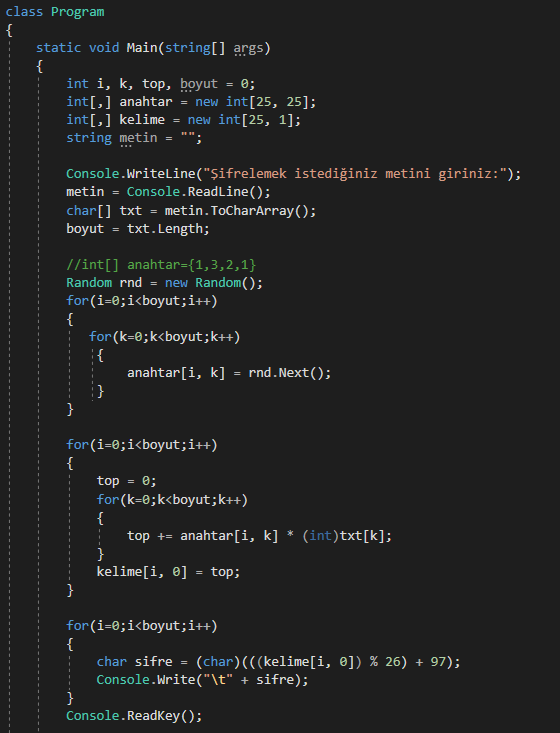 class Program
{
static void Main(string[] args)
{
int i, k, top, boyut = 0;
int[,] anahtar = new int[25, 25];
int[,] kelime = new int[25, 1];
string metin = "";
Console.WriteLine("Şifrelemek istediğiniz metini giriniz:");
metin = Console.ReadLine();
char[] txt = metin.ToCharArray();
boyut = txt.Length;
//int[] anahtar={1,3,2,1}
Random rnd = new Random();
for(i=0;i<boyut;i++)
{
for(k=0;k<boyut;k++)
{
anahtar[i, k] = rnd.Next();
}
}
for(i=0;i<boyut;i++)
{
top = 0;
for(k=0;k<boyut;k++)
{
top += anahtar[i, k] * (int)txt[k];
}
kelime[i, 0] = top;
}
for(i=0;i<boyut;i++)
{
char sifre = (char)(((kelime[i, 0]) % 26) + 97);
Console.Write("\t" + sifre);
}
Console.ReadKey();